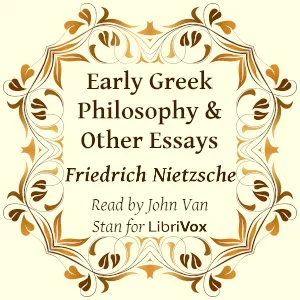 Early Greek
Philosophy &
Other Essays
Friedrich Nietzsche
Read by John Van
Stan for LibriVox